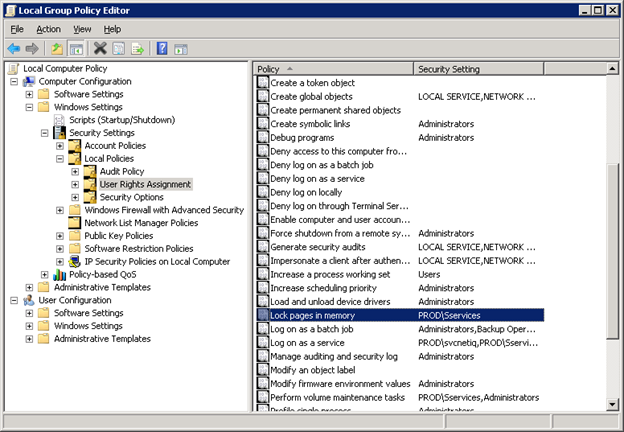 Local Group Policy Editor
File Action View Help
Local Computer Policy
Computer Configuration
Software Settings
Windows Settings
Scripts (Startup/Shutdown)
Security Settings
Account Policies
Local Policies
Audit Policy
User Rights Assignment
Security Options
Windows Firewall with Advanced Security
Network List Manager Policies
Public Key Policies
Software Restriction Policies
IP Security Policies on Local Computer
Policy-based QoS
Administrative Templates
User Configuration
Software Settings
Windows Settings
Administrative Templates
Policy Security Setting
Create a token object
Create global objects LOCAL SERVICE,NETWORK ...
Create permanent shared objects
Create symbolic links Administrators
Debug programs Administrators
Deny access to this computer fro...
Deny log on as a batch job
Deny log on as a service
Deny log on locally
Deny log on through Terminal Ser...
Enable computer and user accoun...
Force shutdown from a remote sy... Administrators
Generate security audits LOCAL SERVICE,NETWORK ...
Impersonate a client after authen... LOCAL SERVICE,NETWORK ...
Increase a process working set Users
Increase scheduling priority Administrators
Load and unload device drivers Administrators
Lock pages in memory PROD\Sservices
Log on as a batch job Administrators,Backup Oper...
Log on as a service PROD\svcnetiq,PROD\Sservi...
Manage auditing and security log Administrators
Modify an object label
Modify firmware environment values Administrators
Perform volume maintenance tasks PROD\Sservices,Administrators
Profile single process Administrators